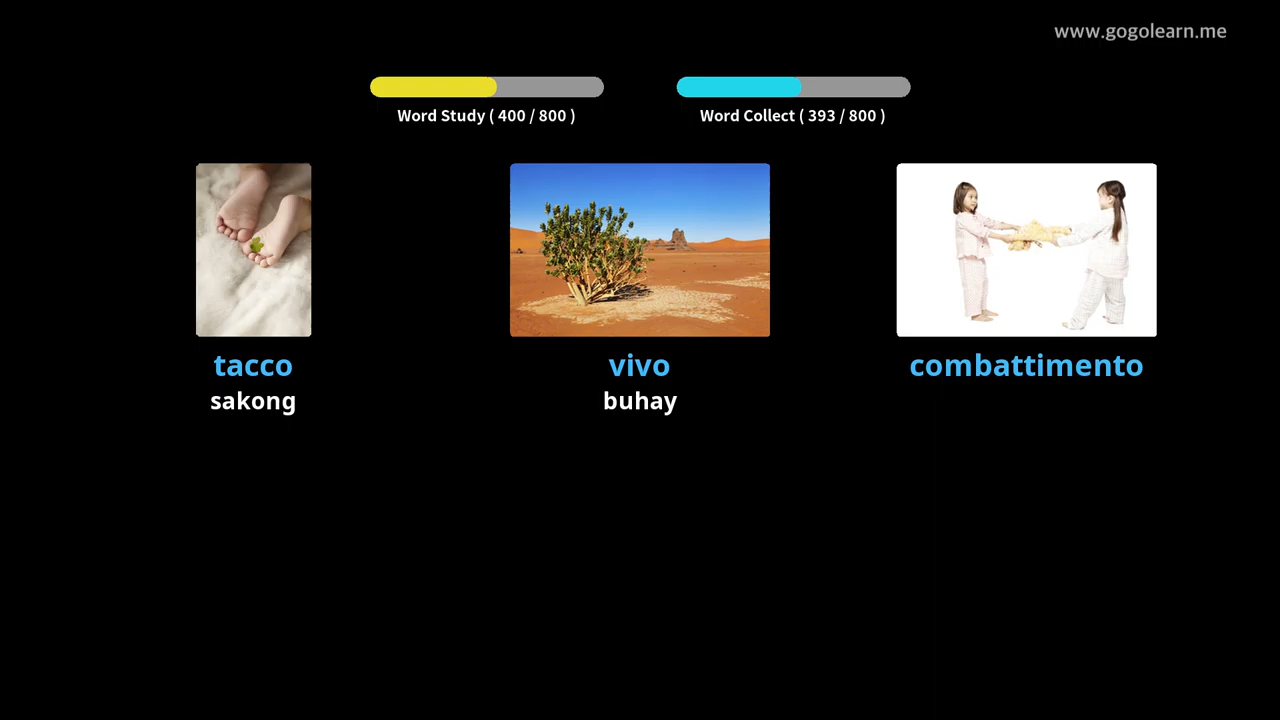 www.gogolearn.me
Word Study ( 400 / 800 )
Word Collect ( 393 / 800 )
tacco
sakong
vivo
buhay
combattimento